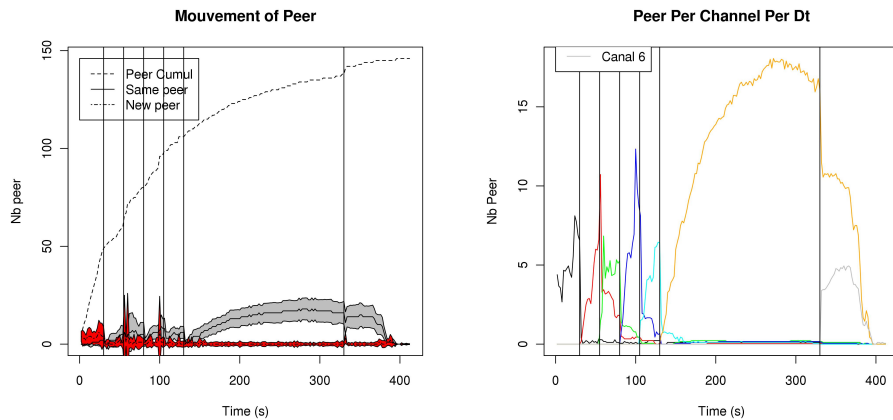 Mouvement of Peer
Nb peer
150
100
50
0
Peer Cumul
Same peer
New peer
0
100
200
300
400
Time (s)
Peer Per Channel Per Dt
Nb Peer
15
10
5
0
Canal 6
0
100
200
300
400
Time (s)